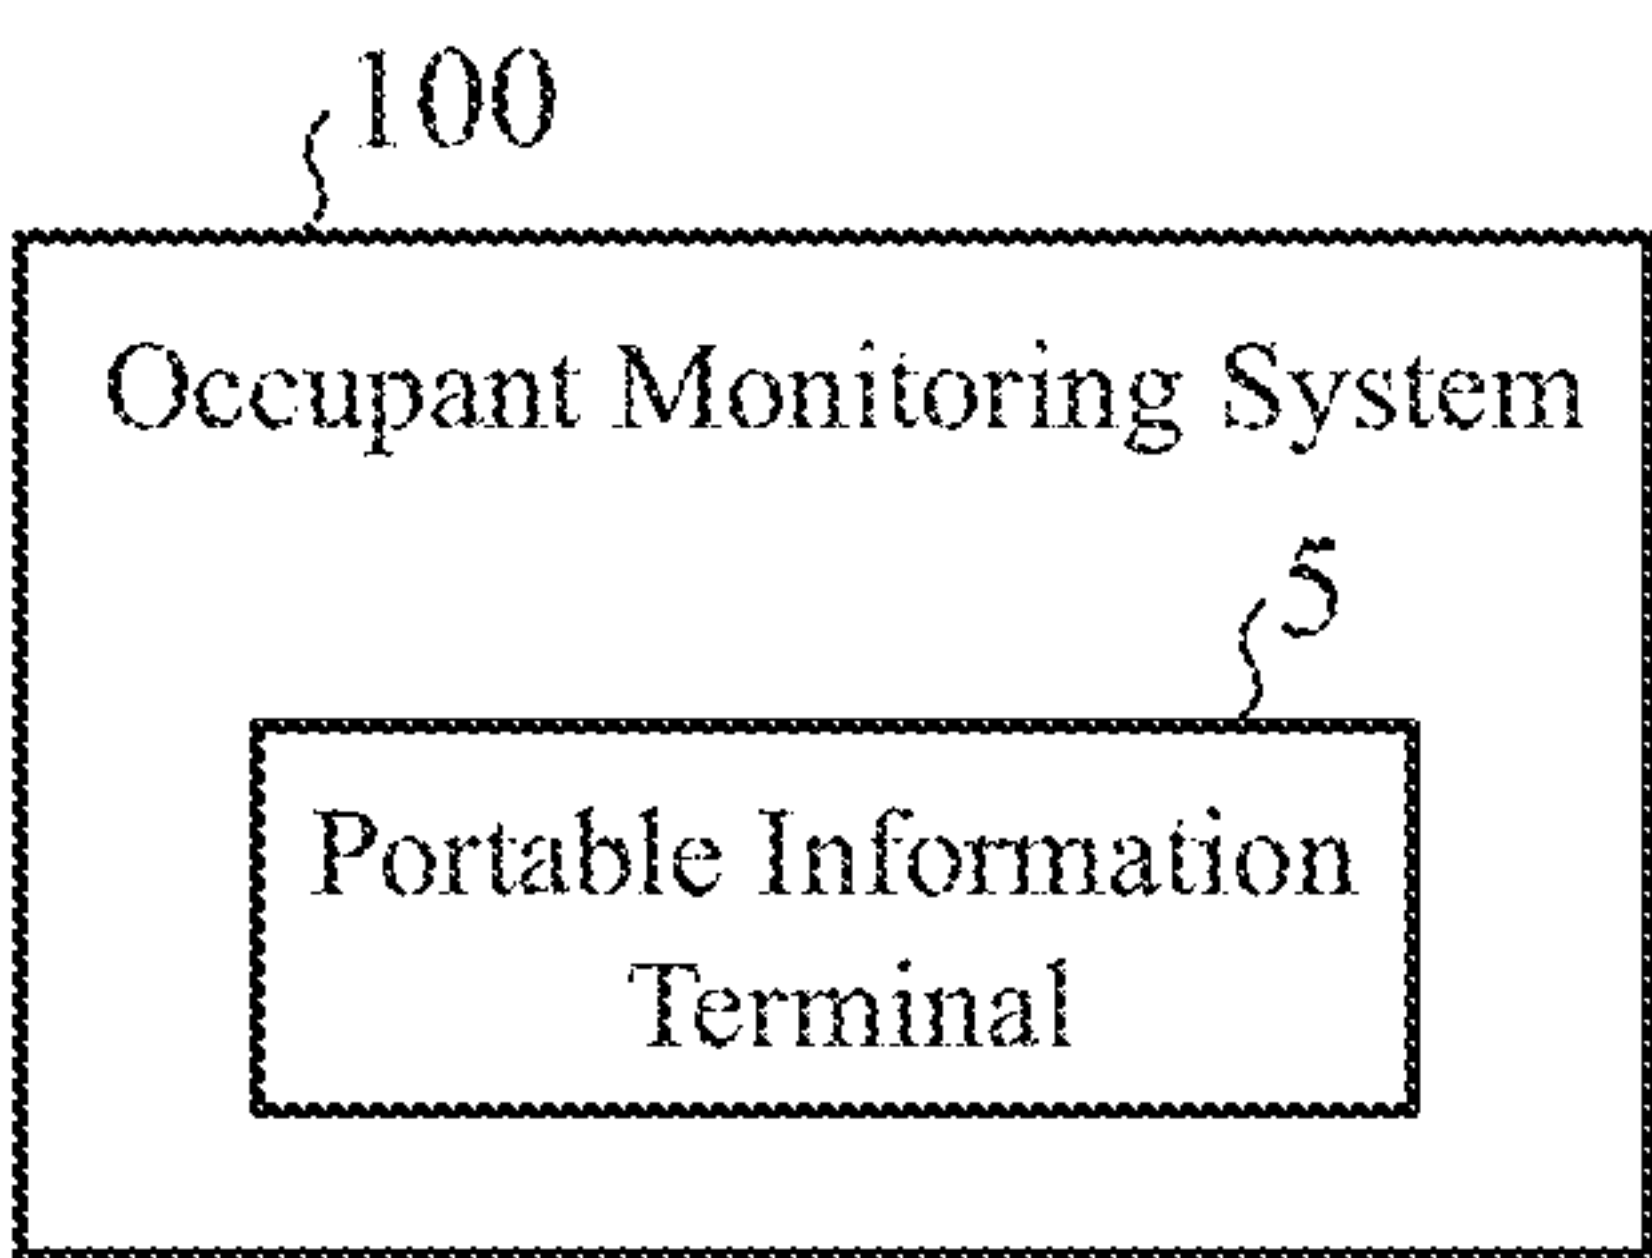 100
Occupant Monitoring System
5
Portable Information
Terminal